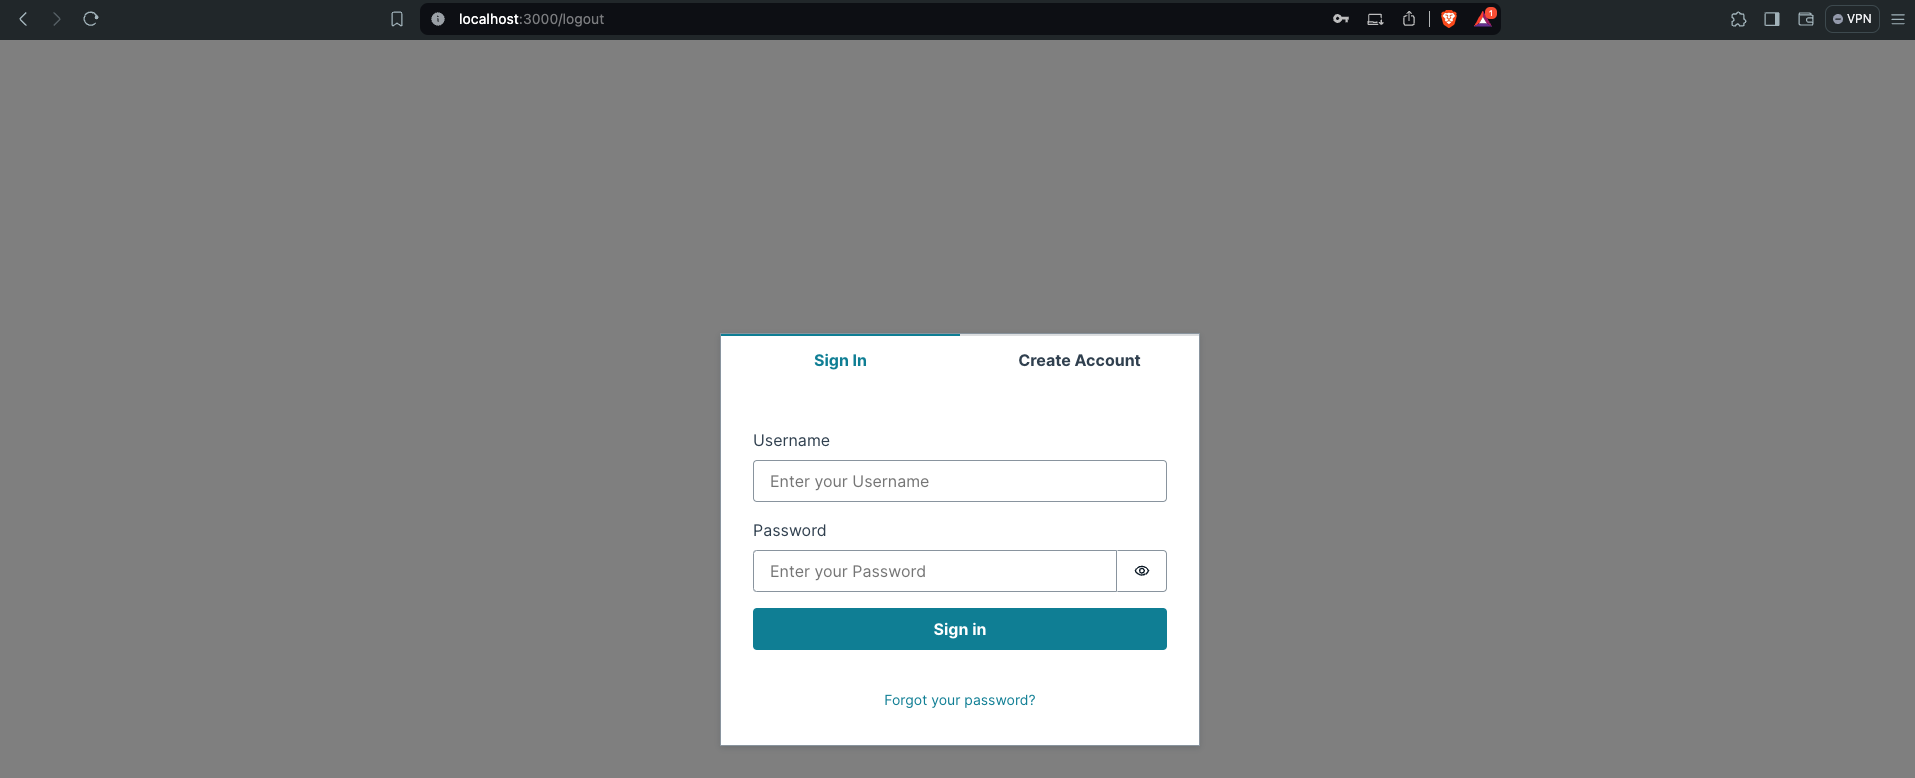 localhost:3000/logout
1
VPN
Sign In
Create Account
Username
Enter your Username
Password
Enter your Password
Sign in
Forgot your password?